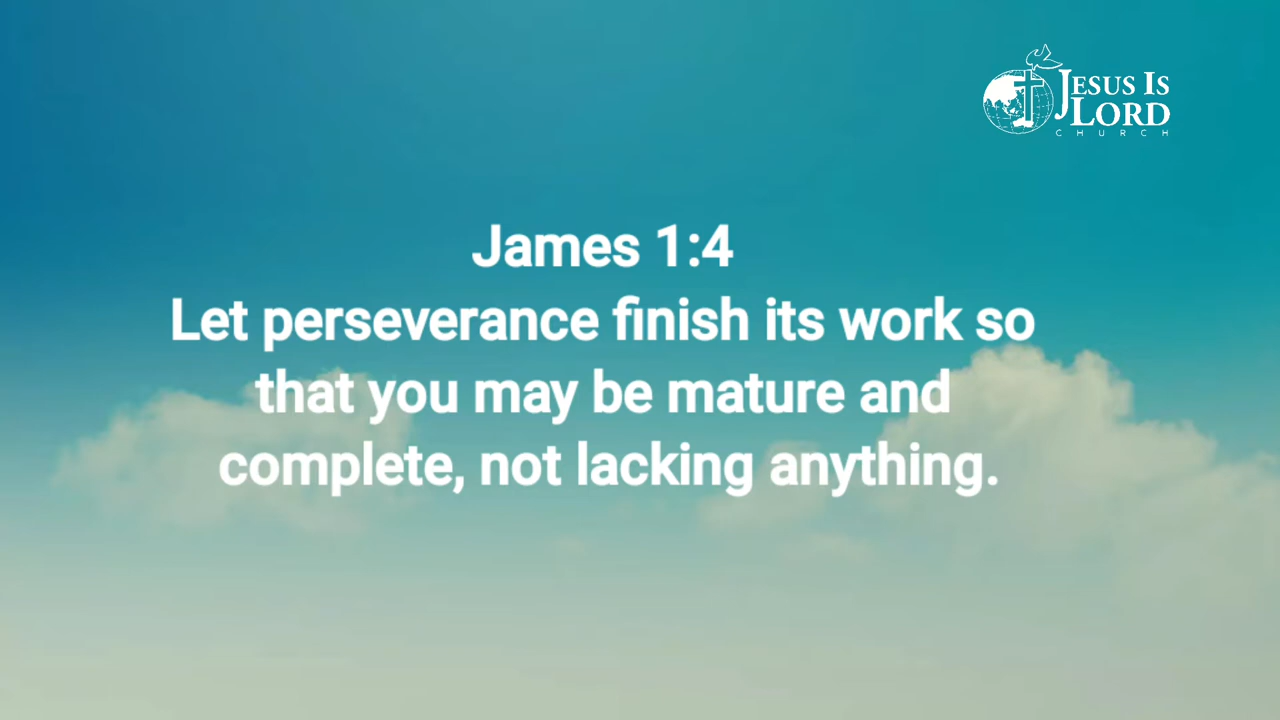 JESUS IS
LORD
CHURCH
James 1:4
Let perseverance finish its work so
that you may be mature and
complete, not lacking anything.